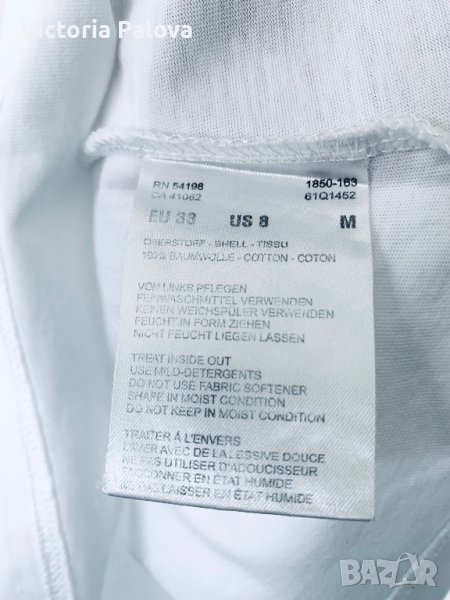 Victoria Palova
RN 54198 1850-163
CA 41062 61Q1452
EU 38 US 8 M
OBERSTOFF - SHELL - TISSU
100% BAUMWOLLE - COTTON - COTON
VON LINKS PFLEGEN
FEINWASCHMITTEL VERWENDEN
KEINEN WEICHSPÜLER VERWENDEN
FEUCHT IN FORM ZIEHEN
NICHT FEUCHT LIEGEN LASSEN
TREAT INSIDE OUT
USE MILD-DETERGENTS
DO NOT USE FABRIC SOFTENER
SHAPE IN MOIST CONDITION
DO NOT KEEP IN MOIST CONDITION
TRAITER À L'ENVERS
LAVER AVEC DE LA LESSIVE DOUCE
NE PAS UTILISER D'ADOUCISSEUR
REDONNER EN ÉTAT HUMIDE
NE PAS LAISSER EN ÉTAT HUMIDE
BAZAR
bg